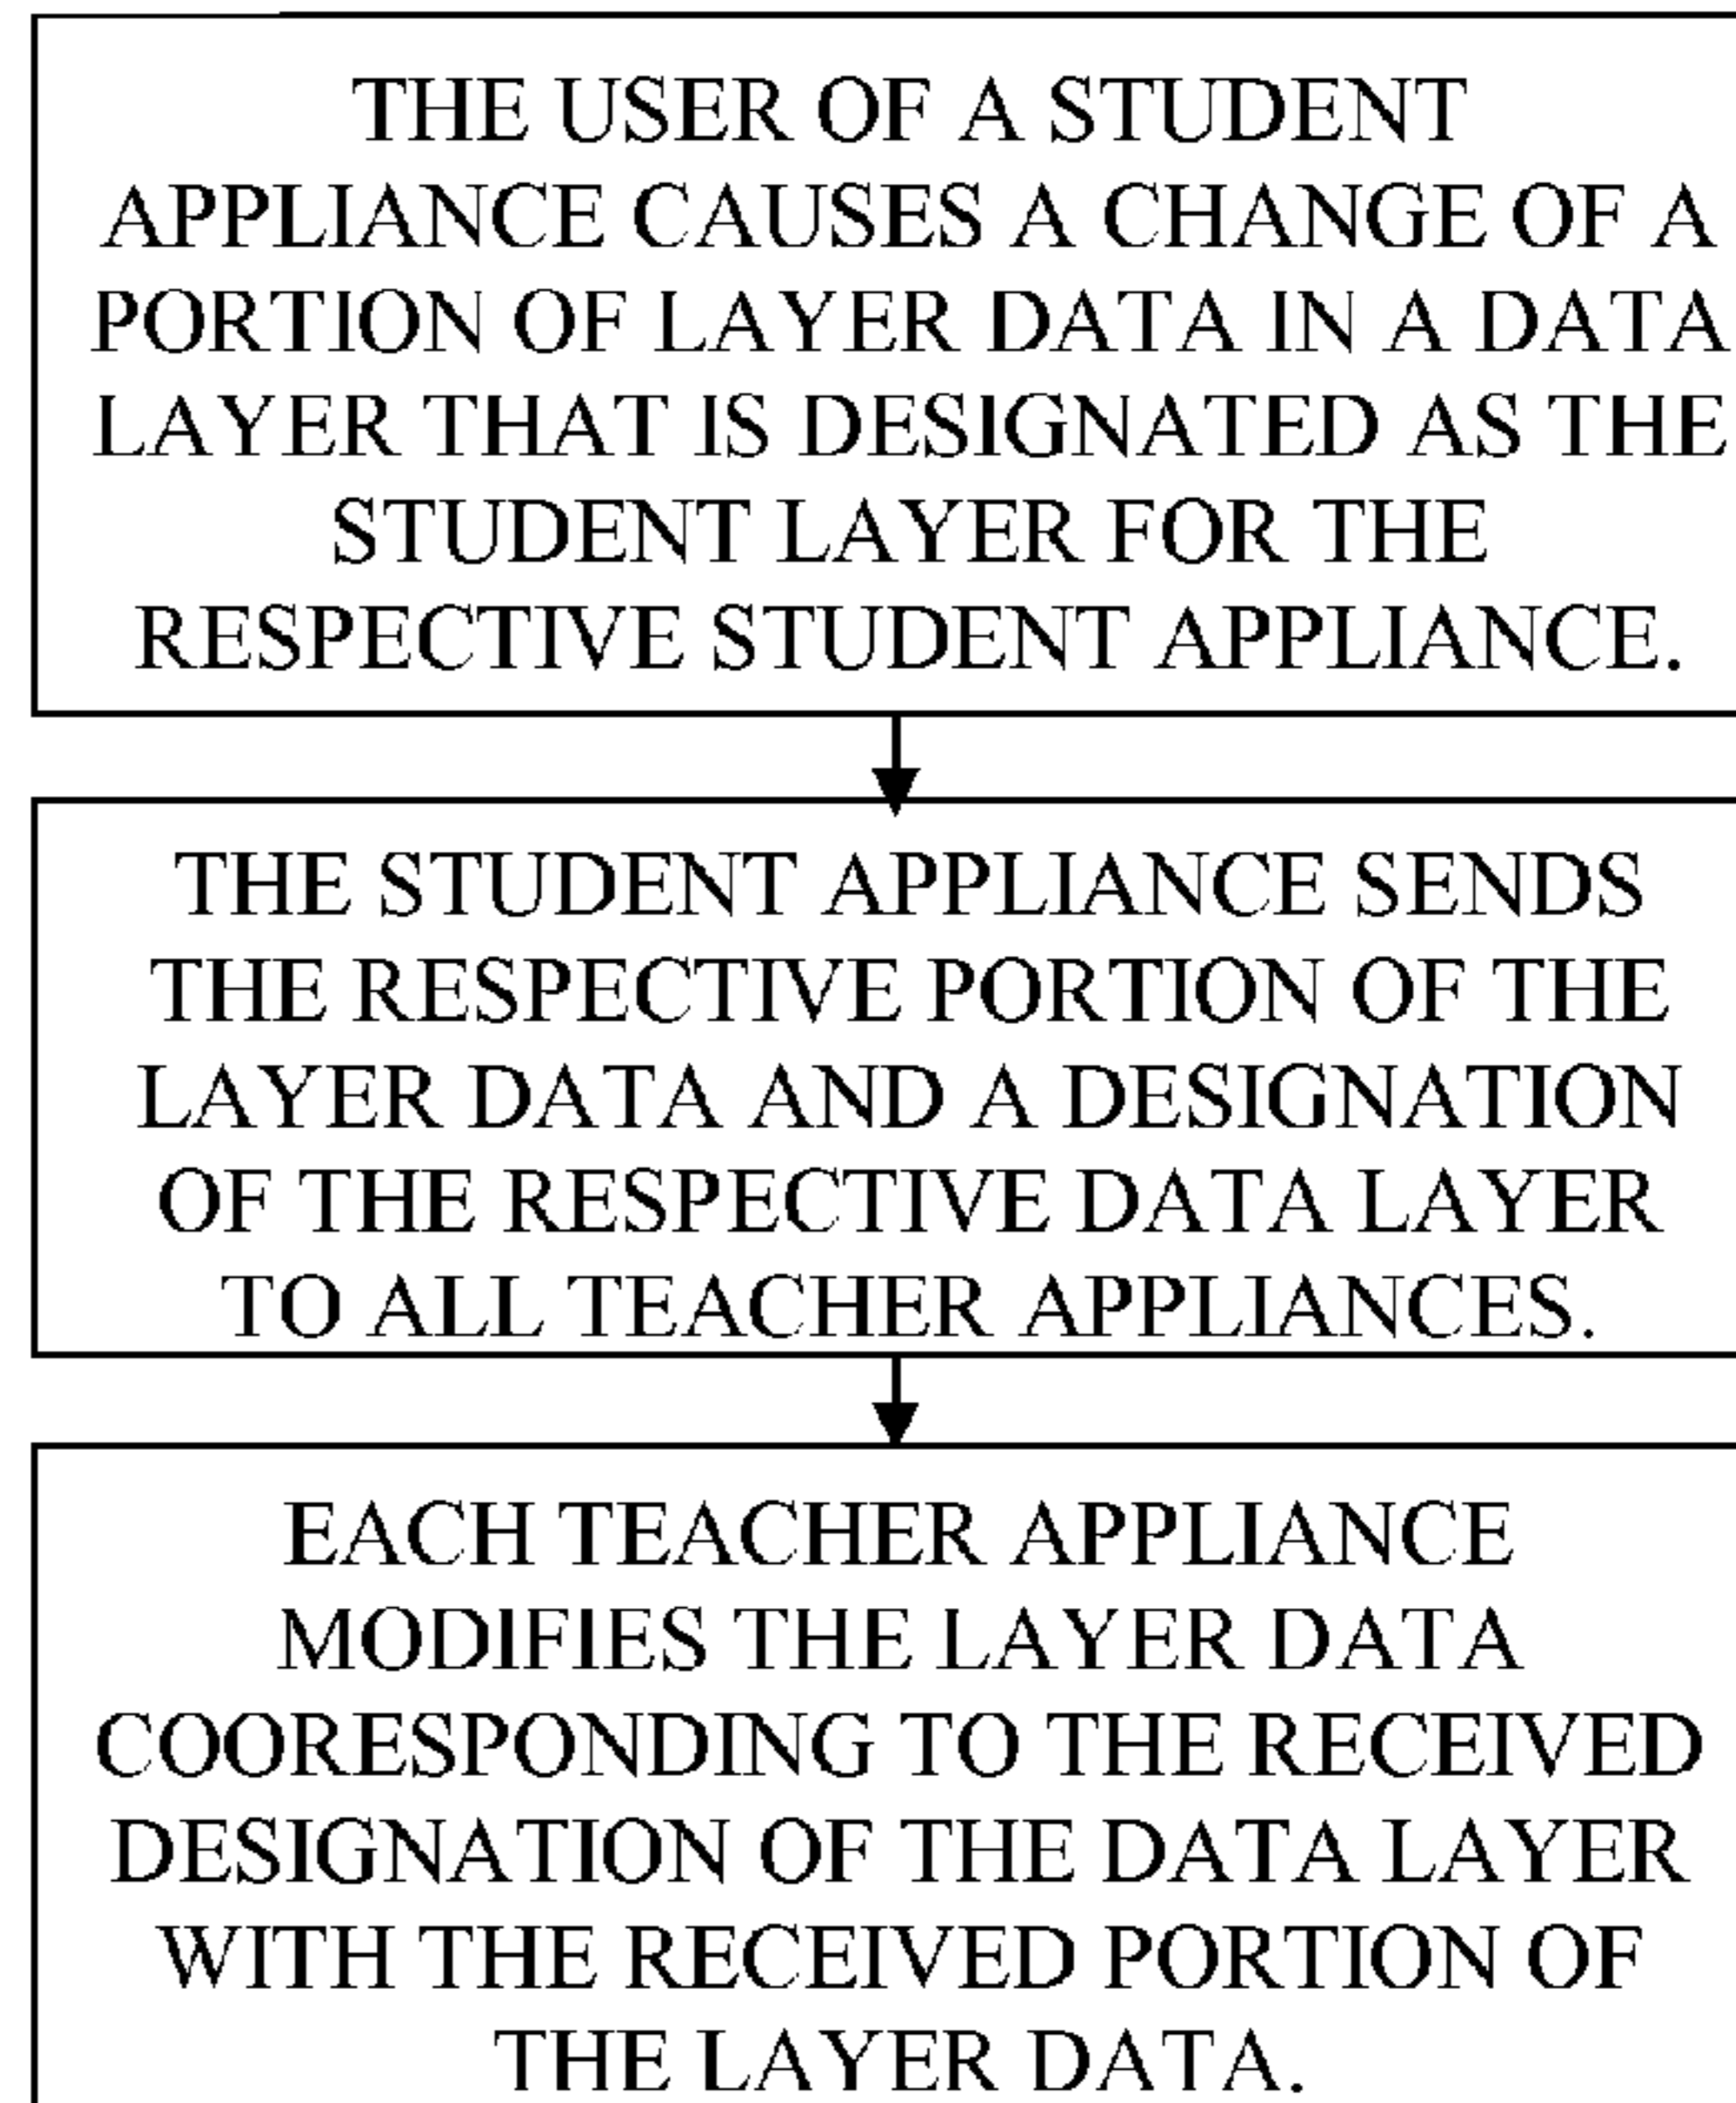 THE USER OF A STUDENT
APPLIANCE CAUSES A CHANGE OF A
PORTION OF LAYER DATA IN A DATA
LAYER THAT IS DESIGNATED AS THE
STUDENT LAYER FOR THE
RESPECTIVE STUDENT APPLIANCE.
THE STUDENT APPLIANCE SENDS
THE RESPECTIVE PORTION OF THE
LAYER DATA AND A DESIGNATION
OF THE RESPECTIVE DATA LAYER
TO ALL TEACHER APPLIANCES.
EACH TEACHER APPLIANCE
MODIFIES THE LAYER DATA
COORESPONDING TO THE RECEIVED
DESIGNATION OF THE DATA LAYER
WITH THE RECEIVED PORTION OF
THE LAYER DATA.